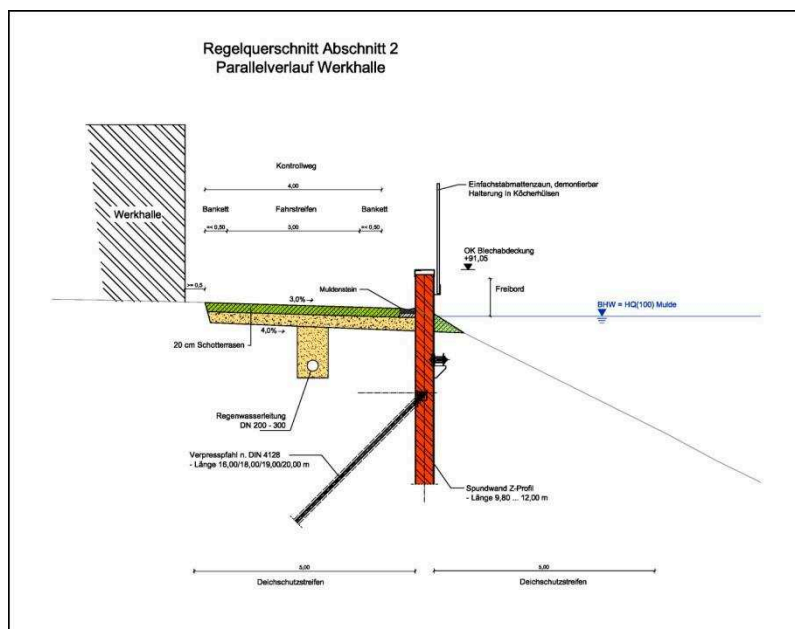 Regelquerschnitt Abschnitt 2
Parallelverlauf Werkhalle
Kontrollweg
4,00
Bankett
Fahrstreifen
Bankett
<< 0,50
3,00
<< 0,50
Werkhalle
>= 0,5
Einfachstabmattenzaun, demontierbar
Halterung in Köcherhülsen
OK Blechabdeckung
+91,05
Freibord
Muldenstein
BHW = HQ(100) Mulde
3,0%
4,0%
20 cm Schotterrasen
Regenwasserleitung
DN 200 - 300
Verpresspfahl n. DIN 4128
- Länge 16,00/18,00/19,00/20,00 m
Spundwand Z-Profil
- Länge 9,80 ... 12,00 m
5,00
5,00
Deichschutzstreifen
Deichschutzstreifen